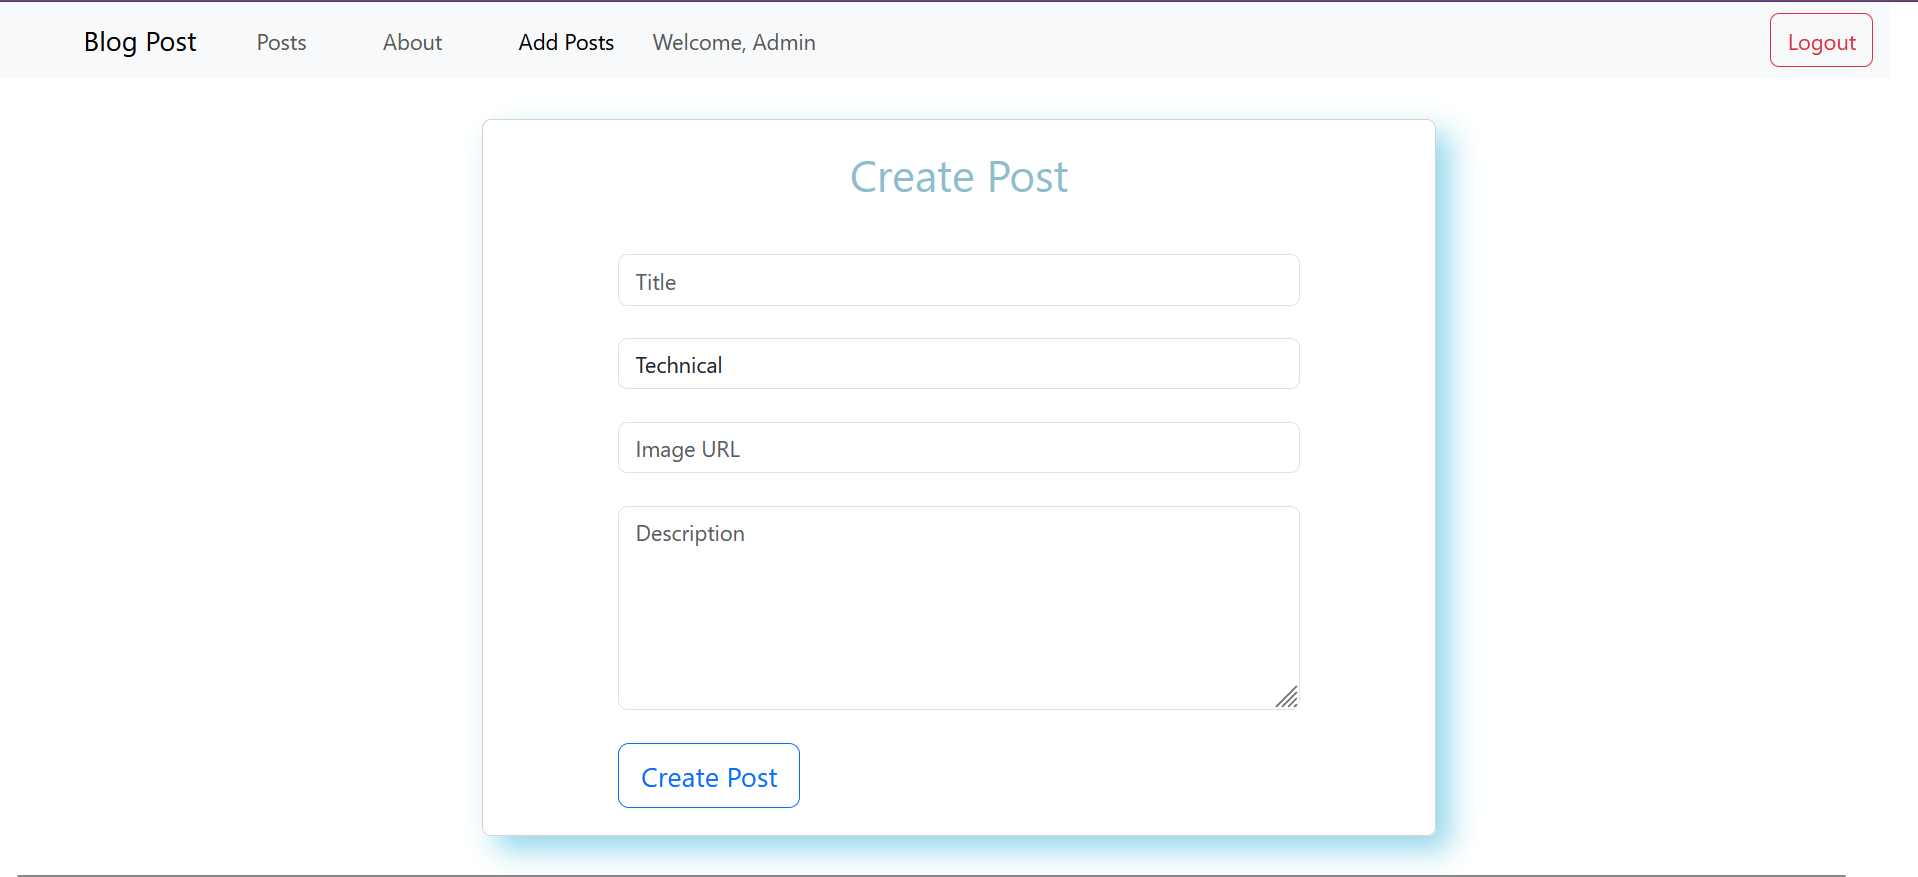 Blog Post Posts About Add Posts Welcome, Admin Logout
Create Post
Title
Technical
Image URL
Description
Create Post